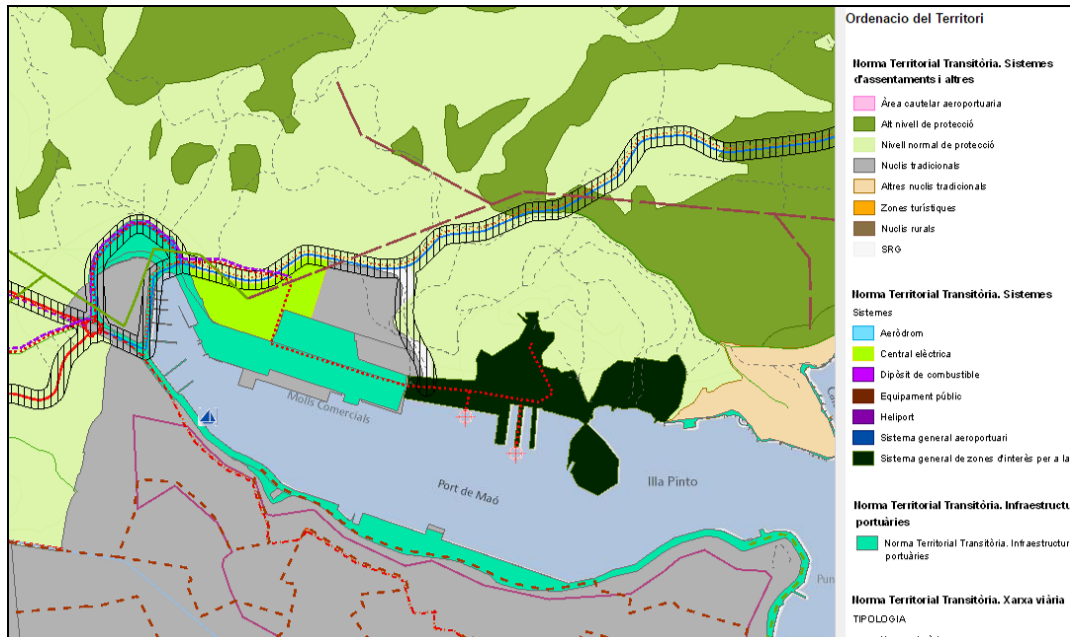 Ordenacio del Territori
Norma Territorial Transitòria. Sistemes
d'assentaments i altres
Àrea cautelar aeroportuaria
Alt nivell de protecció
Nivell normal de protecció
Nuclis tradicionals
Altres nuclis tradicionals
Zones turístiques
Nuclis rurals
SRG
Norma Territorial Transitòria. Sistemes
Sistemes
Aeròdrom
Central elèctrica
Dipòsit de combustible
Equipament públic
Heliport
Sistema general aeroportuari
Sistema general de zones d'interès per a la
Norma Territorial Transitòria. Infraestructu
portuàries
Norma Territorial Transitòria. Infraestructur
portuàries
Norma Territorial Transitòria. Xarxa viària
TIPOLOGIA
Molls Comercials
Port de Maó
Illa Pinto
Pun